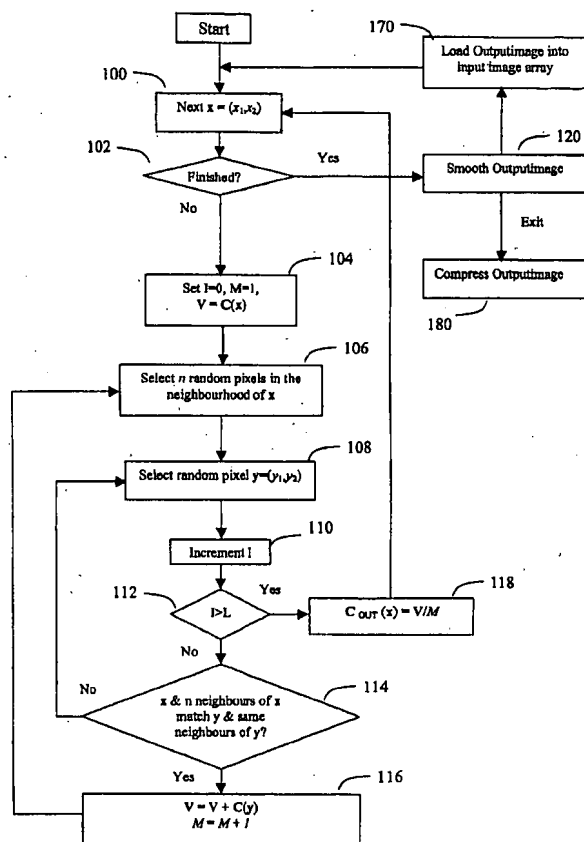 Start
170
Load Outputimage into
input image array
100
Next x = (x₁,x₂)
102
Finished?
Yes
No
120
Smooth Outputimage
Exit
Compress Outputimage
180
104
Set I=0, M=1,
V = C(x)
106
Select n random pixels in the
neighbourhood of x
108
Select random pixel y=(y₁,y₂)
110
Increment I
112
I>L
Yes
118
C OUT (x) = V/M
No
No
114
x & n neighbours of x
match y & same
neighbours of y?
Yes
116
V = V + C(y)
M = M + 1